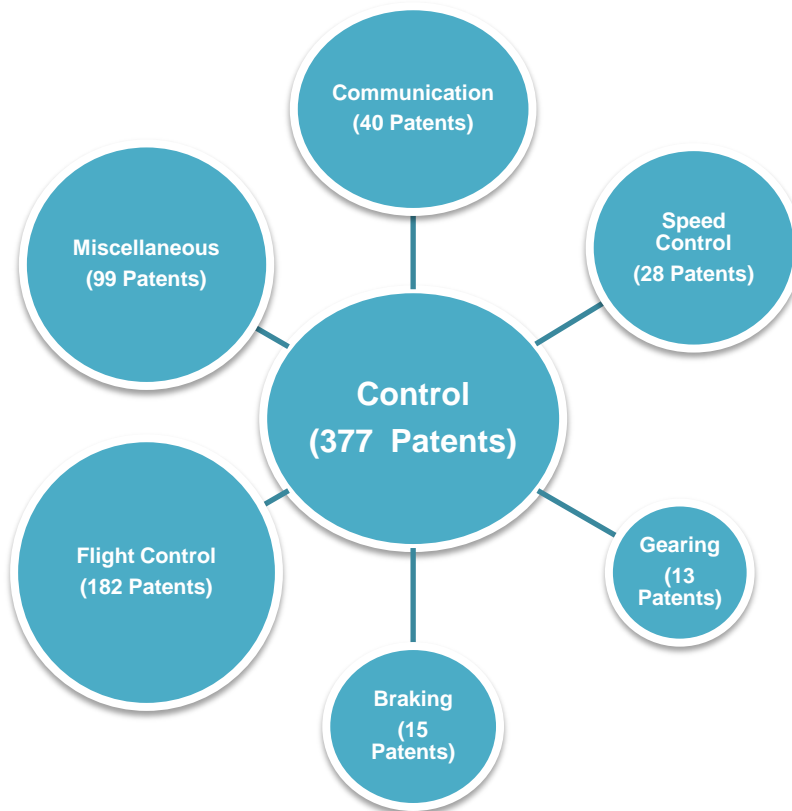 Communication
(40 Patents)
Speed
Control
(28 Patents)
Miscellaneous
(99 Patents)
Control
(377 Patents)
Flight Control
(182 Patents)
Gearing
(13
Patents)
Braking
(15
Patents)